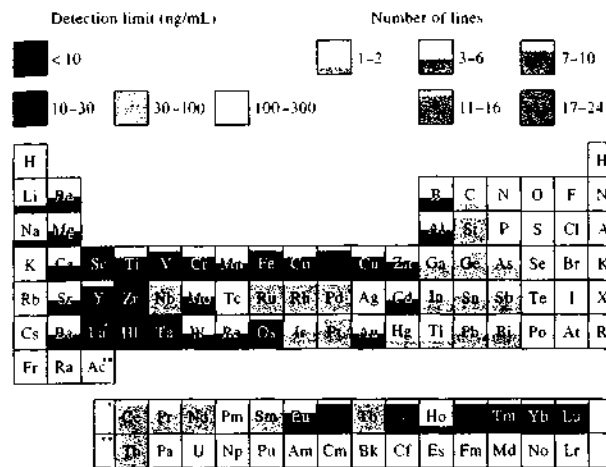 Detection limit (ng/mL) Number of lines
< 10 1–2 3–6 7–10
10–30 30–100 100–300 11–16 17–24
H H
Li Be B C N O F N
Na Mg Al Si P S Cl A
K Ca Sc Ti V Cr Mn Fe Co Cu Zn Ga Ge As Se Br K
Rb Sr Y Zr Nb Mo Tc Ru Rh Pd Ag Cd In Sn Sb Te I X
Cs Ba La* Hf Ta W Re Os Ir Pt Au Hg Ti Pb Bi Po At R
Fr Ra Ac**
* Ce Pr Nd Pm Sm Eu Tb Ho Tm Yb Lu
** Th Pa U Np Pu Am Cm Bk Cf Es Fm Md No Lr